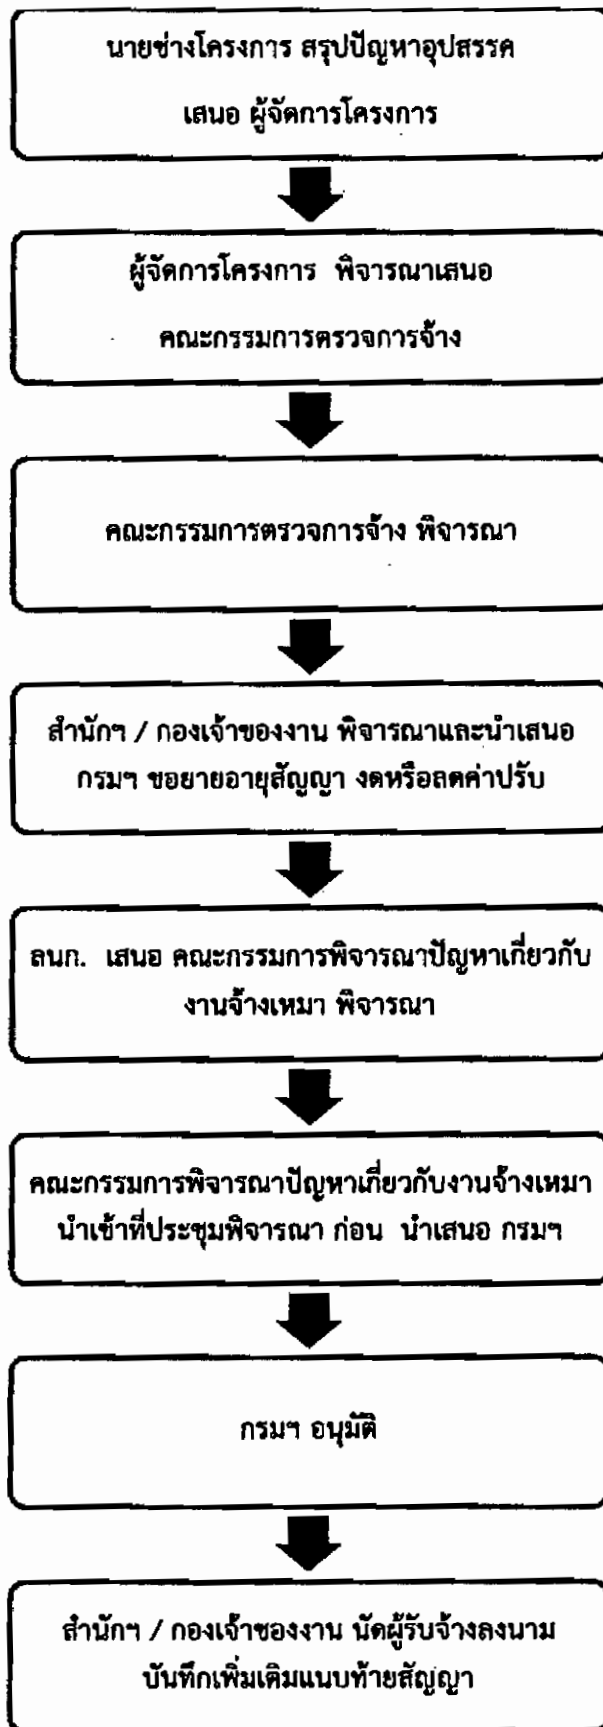 นายช่างโครงการ สรุปปัญหาอุปสรรค
เสนอ ผู้จัดการโครงการ
ผู้จัดการโครงการ พิจารณาเสนอ
คณะกรรมการตรวจการจ้าง
คณะกรรมการตรวจการจ้าง พิจารณา
สำนักฯ / กองเจ้าของงาน พิจารณาและนำเสนอ
กรมฯ ขอยายอายุสัญญา งดหรือลดค่าปรับ
ลนก. เสนอ คณะกรรมการพิจารณาปัญหาเกี่ยวกับ
งานจ้างเหมา พิจารณา
คณะกรรมการพิจารณาปัญหาเกี่ยวกับงานจ้างเหมา
นำเข้าที่ประชุมพิจารณา ก่อน นำเสนอ กรมฯ
กรมฯ อนุมัติ
สำนักฯ / กองเจ้าของงาน นัดผู้รับจ้างลงนาม
บันทึกเพิ่มเติมแนบท้ายสัญญา